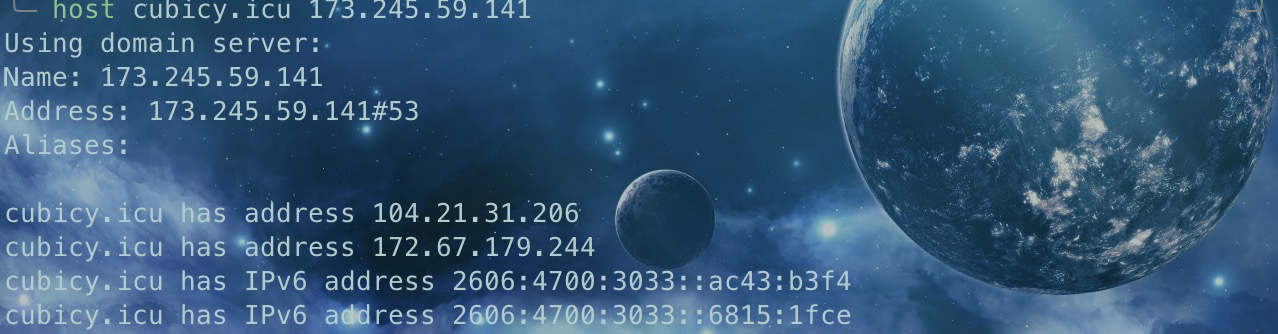 host cubicy.icu 173.245.59.141
Using domain server:
Name: 173.245.59.141
Address: 173.245.59.141#53
Aliases:
cubicy.icu has address 104.21.31.206
cubicy.icu has address 172.67.179.244
cubicy.icu has IPv6 address 2606:4700:3033::ac43:b3f4
cubicy.icu has IPv6 address 2606:4700:3033::6815:1fce